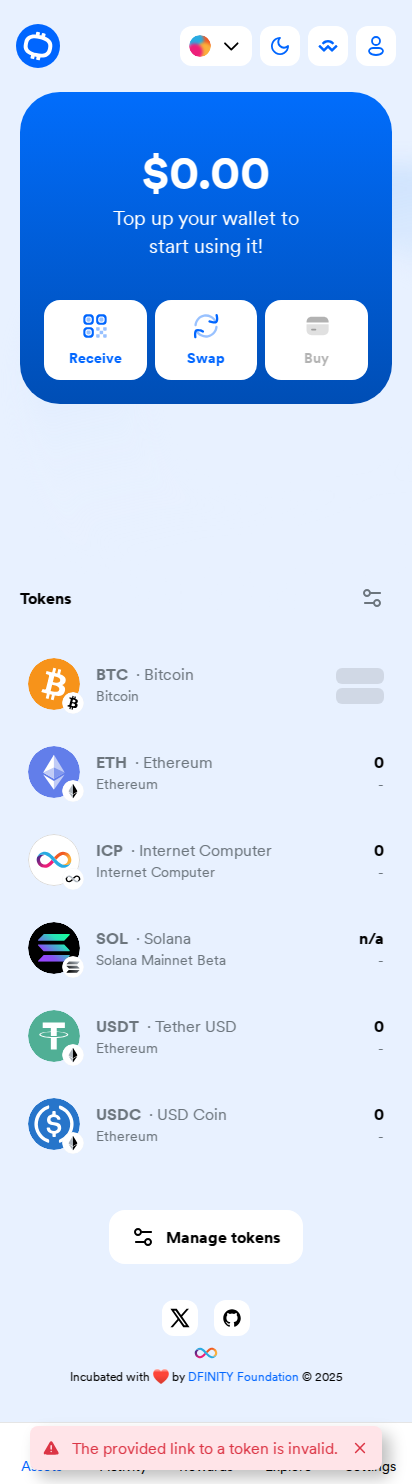 $0.00
Top up your wallet to
start using it!
Receive
Swap
Buy
Tokens
BTC · Bitcoin
Bitcoin
ETH · Ethereum
0
Ethereum
-
ICP · Internet Computer
0
Internet Computer
-
SOL · Solana
n/a
Solana Mainnet Beta
-
USDT · Tether USD
0
Ethereum
-
USDC · USD Coin
0
Ethereum
-
Manage tokens
Incubated with ❤️ by DFINITY Foundation © 2025
The provided link to a token is invalid.
Assets Activity Rewards Explore Settings